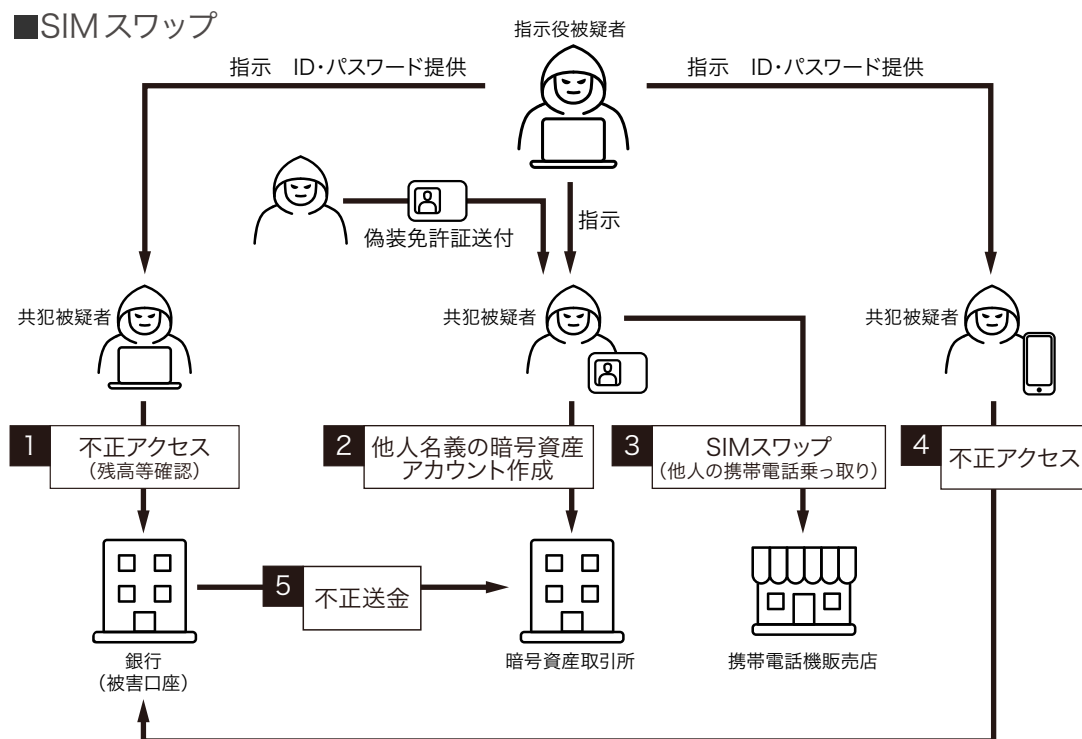 ■SIMスワップ
指示役被疑者
指示　ID・パスワード提供
指示　ID・パスワード提供
偽装免許証送付
指示
共犯被疑者
共犯被疑者
共犯被疑者
1
不正アクセス
（残高等確認）
2
他人名義の暗号資産
アカウント作成
3
SIMスワップ
（他人の携帯電話乗っ取り）
4
不正アクセス
5
不正送金
銀行
（被害口座）
暗号資産取引所
携帯電話機販売店